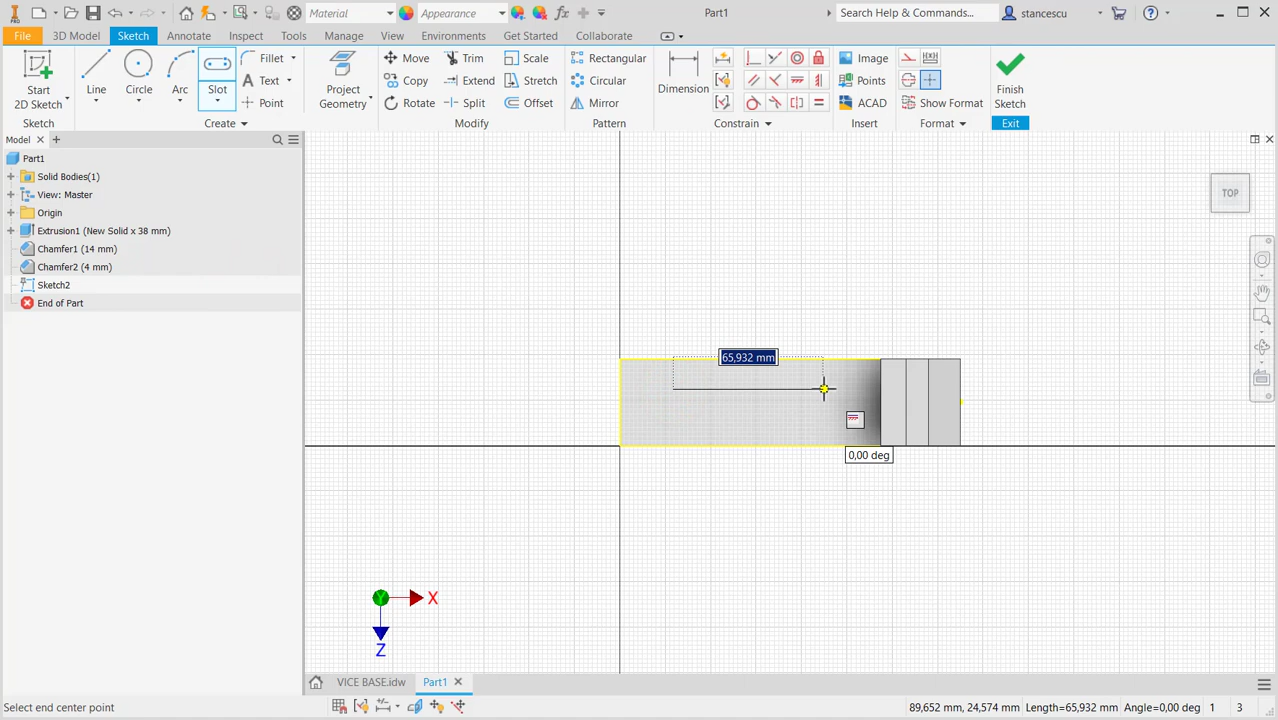 PRO
Material
Appearance
fx
Part1
Search Help & Commands...
stancescu
File
3D Model
Sketch
Annotate
Inspect
Tools
Manage
View
Environments
Get Started
Collaborate
Start
2D Sketch
Line
Circle
Arc
Slot
Fillet
Text
Point
Project
Geometry
Move
Copy
Rotate
Trim
Extend
Split
Scale
Stretch
Offset
Rectangular
Circular
Mirror
Dimension
Image
Points
ACAD
Show Format
Finish
Sketch
Sketch
Create
Modify
Pattern
Constrain
Insert
Format
Exit
Model
Part1
Solid Bodies(1)
View: Master
Origin
Extrusion1 (New Solid x 38 mm)
Chamfer1 (14 mm)
Chamfer2 (4 mm)
Sketch2
End of Part
TOP
65,932 mm
0,00 deg
Y
X
Z
VICE BASE.idw
Part1
Select end center point
89,652 mm, 24,574 mm
Length=65,932 mm
Angle=0,00 deg
1
3